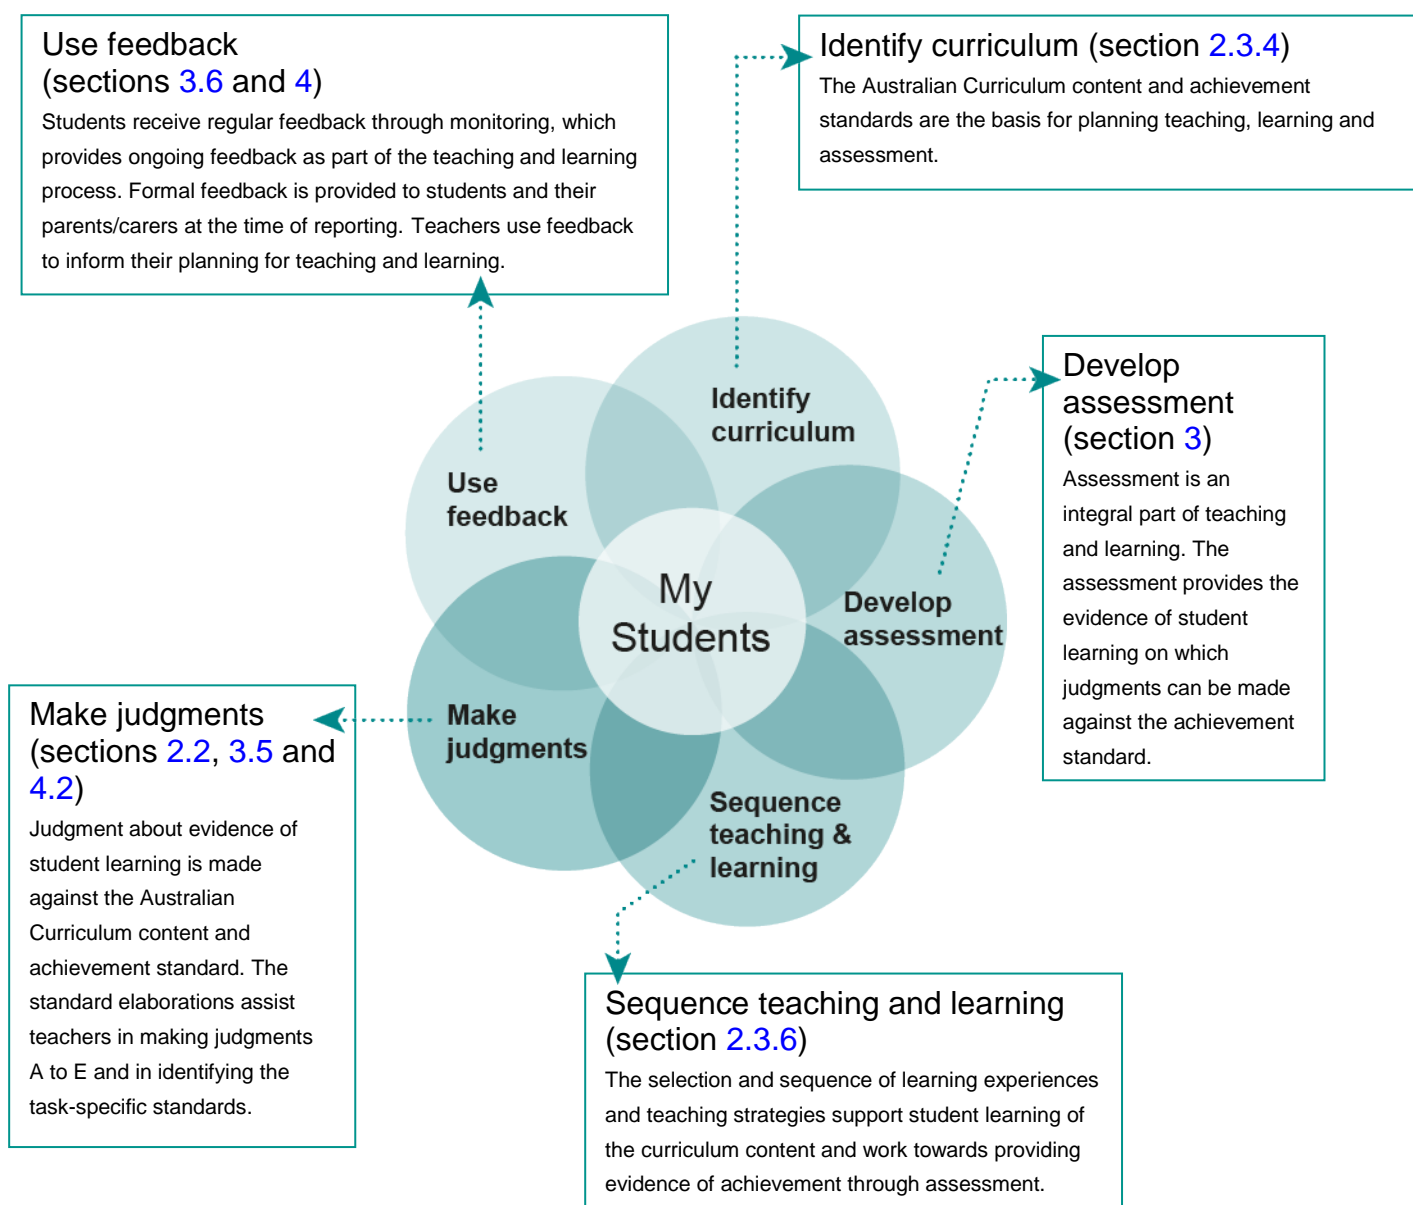 Use feedback
(sections 3.6 and 4)
Students receive regular feedback through monitoring, which
provides ongoing feedback as part of the teaching and learning
process. Formal feedback is provided to students and their
parents/carers at the time of reporting. Teachers use feedback
to inform their planning for teaching and learning.
Identify curriculum (section 2.3.4)
The Australian Curriculum content and achievement
standards are the basis for planning teaching, learning and
assessment.
Identify
curriculum
Use
feedback
My
Students
Develop
assessment
Make
judgments
Sequence
teaching &
learning
Develop
assessment
(section 3)
Assessment is an
integral part of teaching
and learning. The
assessment provides the
evidence of student
learning on which
judgments can be made
against the achievement
standard.
Make judgments
(sections 2.2, 3.5 and
4.2)
Judgment about evidence of
student learning is made
against the Australian
Curriculum content and
achievement standard. The
standard elaborations assist
teachers in making judgments
A to E and in identifying the
task-specific standards.
Sequence teaching and learning
(section 2.3.6)
The selection and sequence of learning experiences
and teaching strategies support student learning of
the curriculum content and work towards providing
evidence of achievement through assessment.